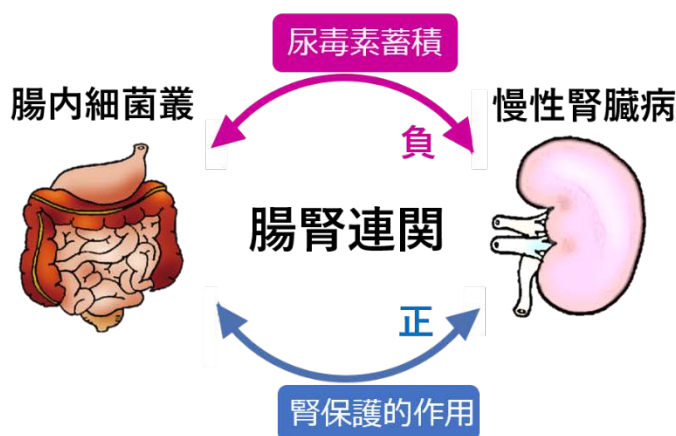 尿毒素蓄積
腸内細菌叢
慢性腎臓病
負
腸腎連関
正
腎保護的作用